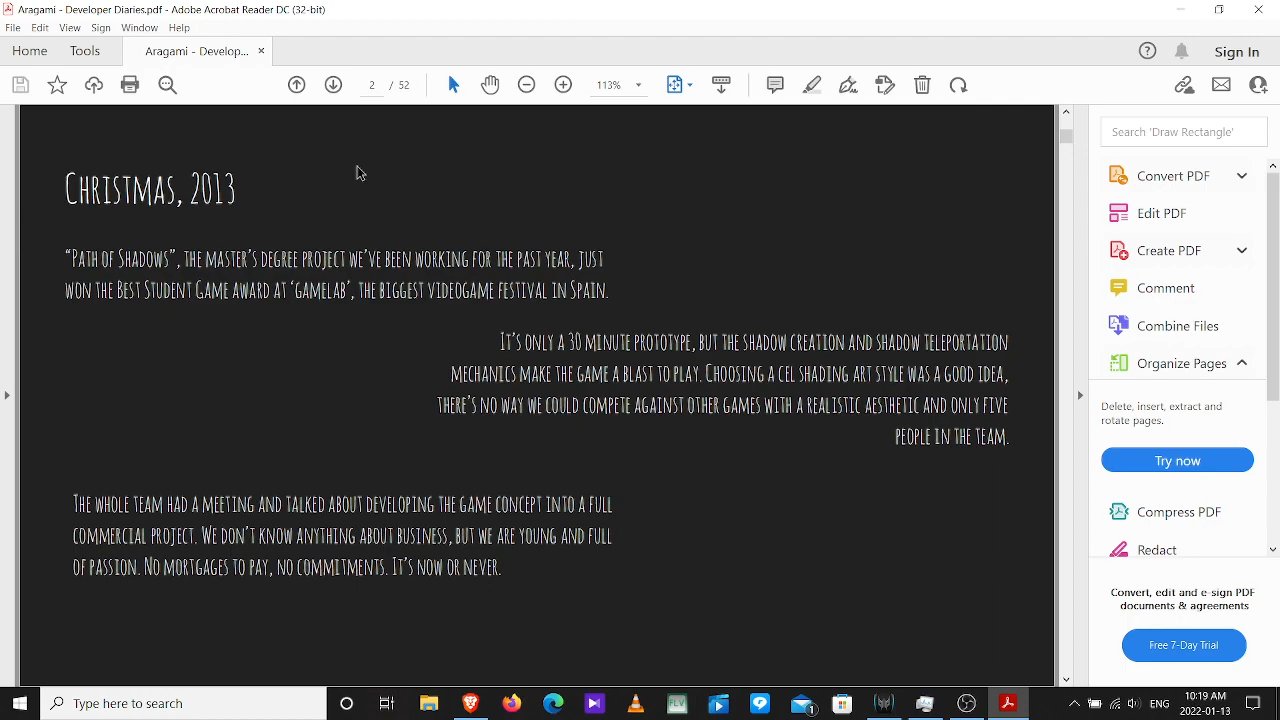 Aragami - Developer Diaries.pdf - Adobe Acrobat Reader DC (32-bit)
File Edit View Sign Window Help
Home Tools Aragami - Develop... ×
2 / 52 113% Sign In
Search 'Draw Rectangle'
Convert PDF
Edit PDF
Create PDF
Comment
Combine Files
Organize Pages
Delete, insert, extract and
rotate pages.
Try now
Compress PDF
Redact
Convert, edit and e-sign PDF
documents & agreements
Free 7-Day Trial
Christmas, 2013
“Path of Shadows”, the master’s degree project we’ve been working for the past year, just
won the Best Student Game award at ‘gamelab’, the biggest videogame festival in Spain.
It’s only a 30 minute prototype, but the shadow creation and shadow teleportation
mechanics make the game a blast to play. Choosing a cel shading art style was a good idea,
there’s no way we could compete against other games with a realistic aesthetic and only five
people in the team.
The whole team had a meeting and talked about developing the game concept into a full
commercial project. We don’t know anything about business, but we are young and full
of passion. No mortgages to pay, no commitments. It’s now or never.
Type here to search
FLV
1
ENG
10:19 AM
2022-01-13